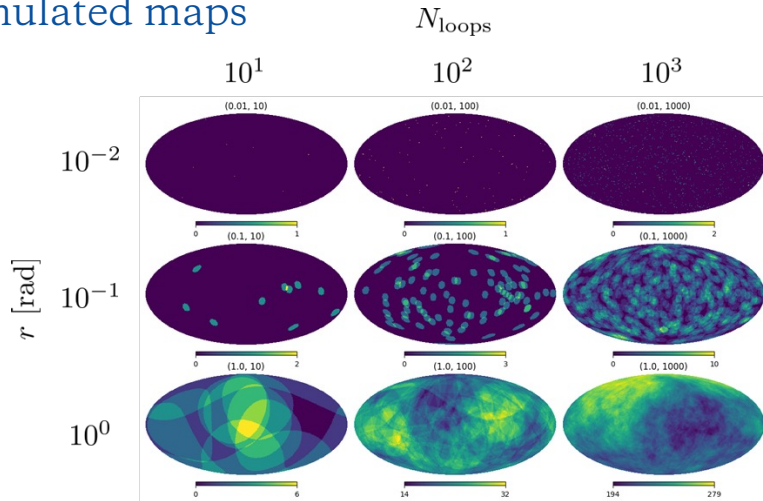 nulated maps
N_loops
10^1 10^2 10^3
(0.01, 10) (0.01, 100) (0.01, 1000)
10^−2
0 1 0 1 0 2
(0.1, 10) (0.1, 100) (0.1, 1000)
r [rad]
10^−1
0 2 0 3 0 10
(1.0, 10) (1.0, 100) (1.0, 1000)
10^0
0 6 14 32 194 279